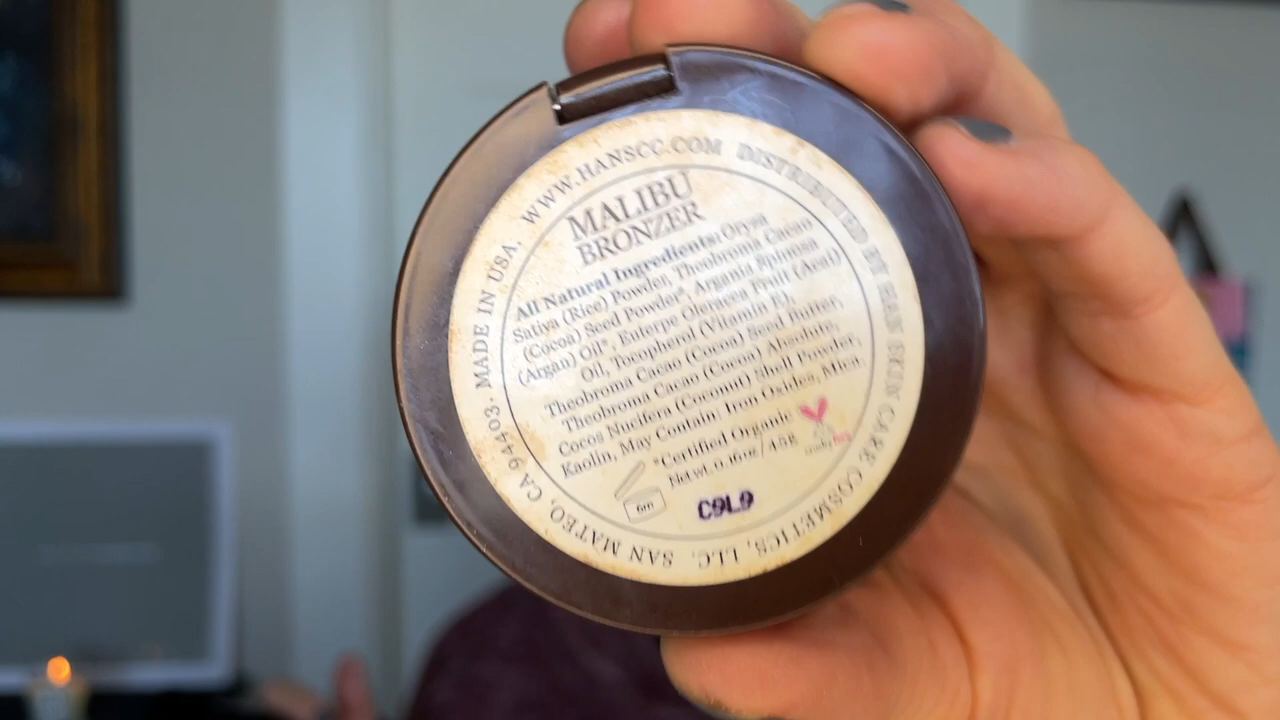 WWW.HANSCC.COM DISTRIBUTED BY HAN SKIN CARE COSMETICS, LLC, SAN MATEO, CA 94403. MADE IN USA.
MALIBU
BRONZER
All Natural Ingredients: Oryza
Sativa (Rice) Powder, Theobroma Cacao
(Cocoa) Seed Powder*, Argania Spinosa
(Argan) Oil*, Euterpe Oleracea Fruit (Acai)
Oil, Tocopherol (Vitamin E),
Theobroma Cacao (Cocoa) Seed Butter,
Theobroma Cacao (Cocoa) Absolute,
Cocos Nucifera (Coconut) Shell Powder,
Kaolin, May Contain: Iron Oxides, Mica.
*Certified Organic
Net wt. 0.16oz/4.5g
6m
C9L9